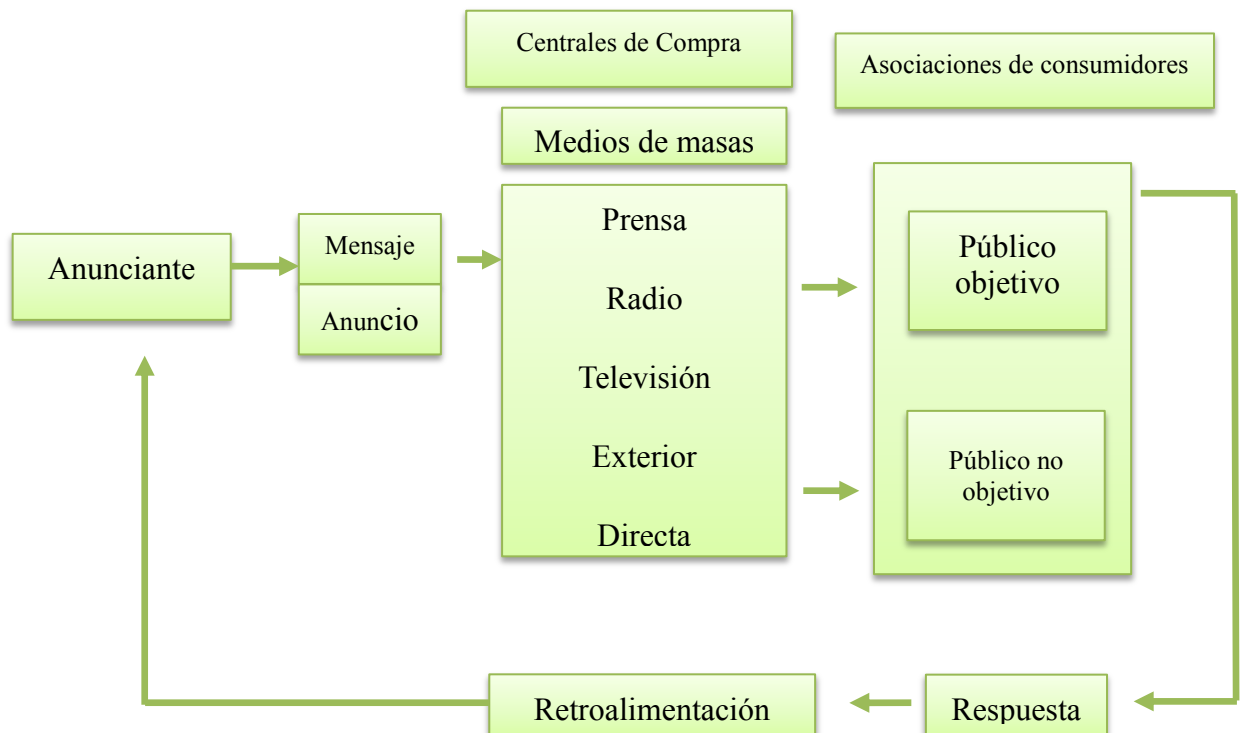 Centrales de Compra
Asociaciones de consumidores
Medios de masas
Anunciante
Mensaje
Anuncio
Prensa
Radio
Televisión
Exterior
Directa
Público
objetivo
Público no
objetivo
Retroalimentación
Respuesta